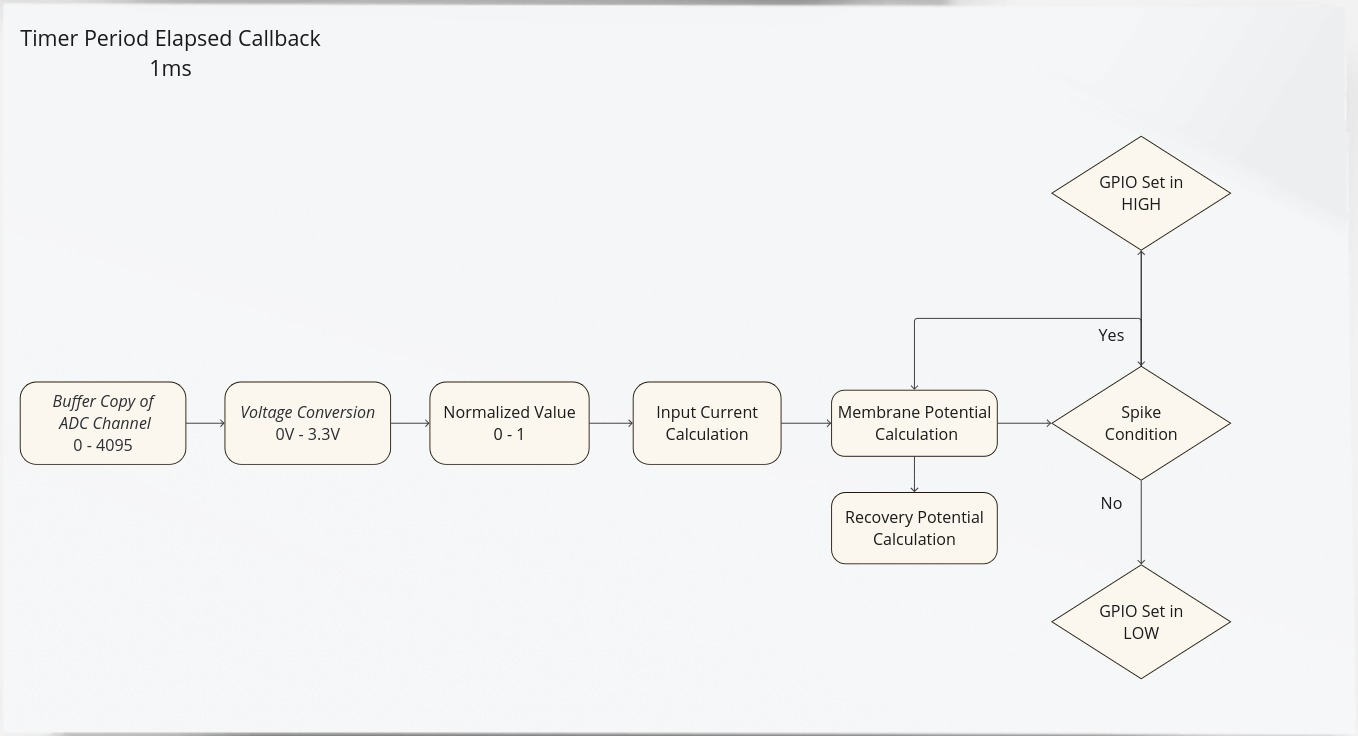 Timer Period Elapsed Callback
1ms
GPIO Set in
HIGH
Yes
Buffer Copy of
ADC Channel
0 - 4095
Voltage Conversion
0V - 3.3V
Normalized Value
0 - 1
Input Current
Calculation
Membrane Potential
Calculation
Spike
Condition
Recovery Potential
Calculation
No
GPIO Set in
LOW